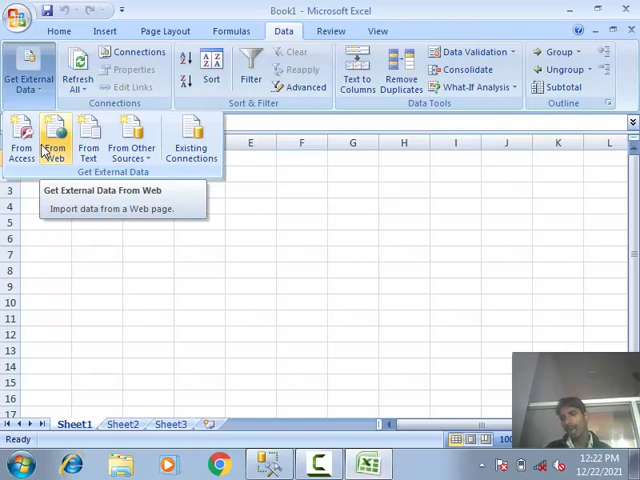 Book1 - Microsoft Excel
Home Insert Page Layout Formulas Data Review View
Get External Data
Refresh All
Connections
Properties
Edit Links
Connections
Sort
Filter
Clear
Reapply
Advanced
Sort & Filter
Text to Columns
Remove Duplicates
Data Validation
Consolidate
What-If Analysis
Data Tools
Group
Ungroup
Subtotal
Outline
From Access
From Web
From Text
From Other Sources
Existing Connections
Get External Data
Get External Data From Web
Import data from a Web page.
E F G H I J K L
3
4
5
6
7
8
9
10
11
12
13
14
15
16
17
Sheet1 Sheet2 Sheet3
Ready
100
12:22 PM
12/22/2021